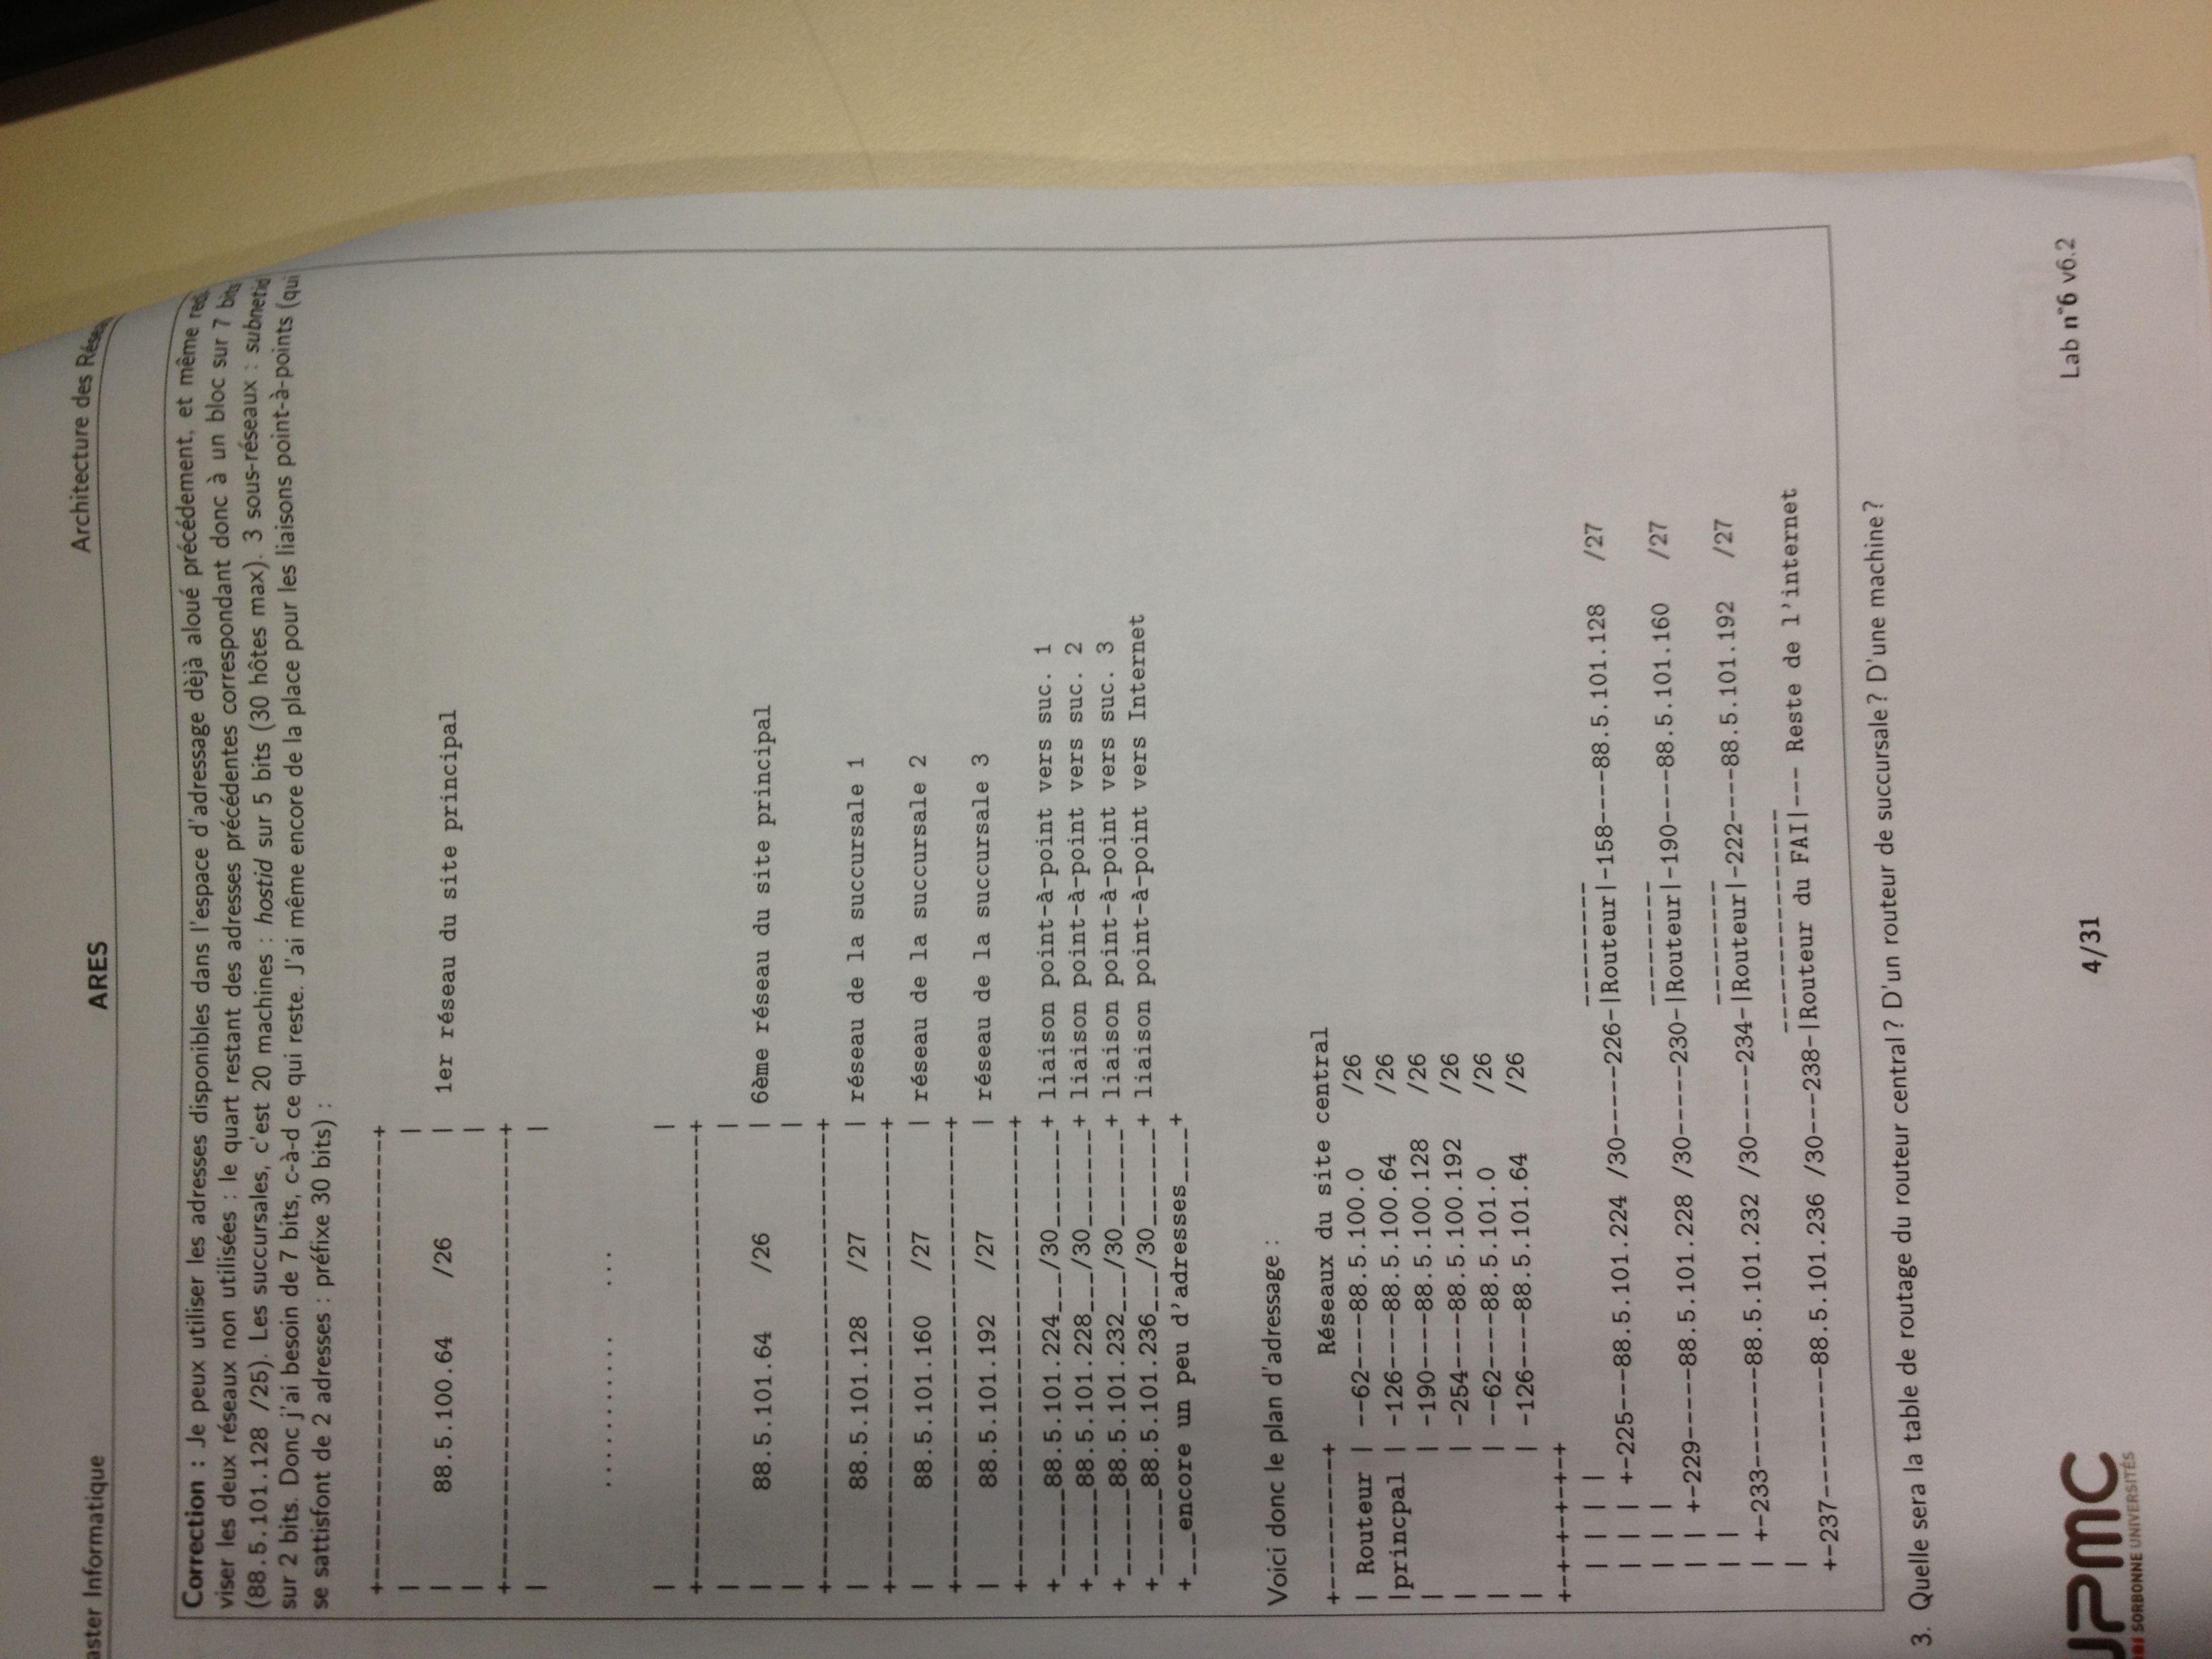 aster Informatique ARES Architecture des
Correction : Je peux utiliser les adresses disponibles dans l'espace d'adressage dèjà aloué précédement, et même
viser les deux réseaux non utilisées : le quart restant des adresses précédentes correspondant donc à un bloc sur 7 bits
(88.5.101.128 /25). Les succursales, c'est 20 machines : hostid sur 5 bits (30 hôtes max). 3 sous-réseaux : subnetid
sur 2 bits. Donc j'ai besoin de 7 bits, c-à-d ce qui reste. J'ai même encore de la place pour les liaisons point-à-points (qui
se sattisfont de 2 adresses : préfixe 30 bits) :
+-------------------------------+
| |
| 88.5.100.64 /26 | 1er réseau du site principal
| |
+-------------------------------+
| |
........... ...
| |
+-------------------------------+
| |
| 88.5.101.64 /26 | 6ème réseau du site principal
| |
+-------------------------------+
| 88.5.101.128 /27 | réseau de la succursale 1
+-------------------------------+
| 88.5.101.160 /27 | réseau de la succursale 2
+-------------------------------+
| 88.5.101.192 /27 | réseau de la succursale 3
+-------------------------------+
+______88.5.101.224___/30_______+ liaison point-à-point vers suc. 1
+______88.5.101.228___/30_______+ liaison point-à-point vers suc. 2
+______88.5.101.232___/30_______+ liaison point-à-point vers suc. 3
+______88.5.101.236___/30_______+ liaison point-à-point vers Internet
+___encore un peu d'adresses____+
Voici donc le plan d'adressage :
+---------+ Réseaux du site central
| Routeur | --62----88.5.100.0 /26
|princpal | -126----88.5.100.64 /26
| | -190----88.5.100.128 /26
| | -254----88.5.100.192 /26
| | --62----88.5.101.0 /26
| | -126----88.5.101.64 /26
+-+-+-+-+-+
| | | | _________
| | | +-225---88.5.101.224 /30-----226-|Routeur|-158----88.5.101.128 /27
| | | _________
| | +-229-----88.5.101.228 /30-----230-|Routeur|-190----88.5.101.160 /27
| | _________
| +-233-------88.5.101.232 /30-----234-|Routeur|-222----88.5.101.192 /27
| ________________
+-237---------88.5.101.236 /30---238-|Routeur du FAI|--- Reste de l'internet
3. Quelle sera la table de routage du routeur central ? D'un routeur de succursale ? D'une machine ?
UPMC
SORBONNE UNIVERSITÉS
4/31
Lab n°6 v6.2